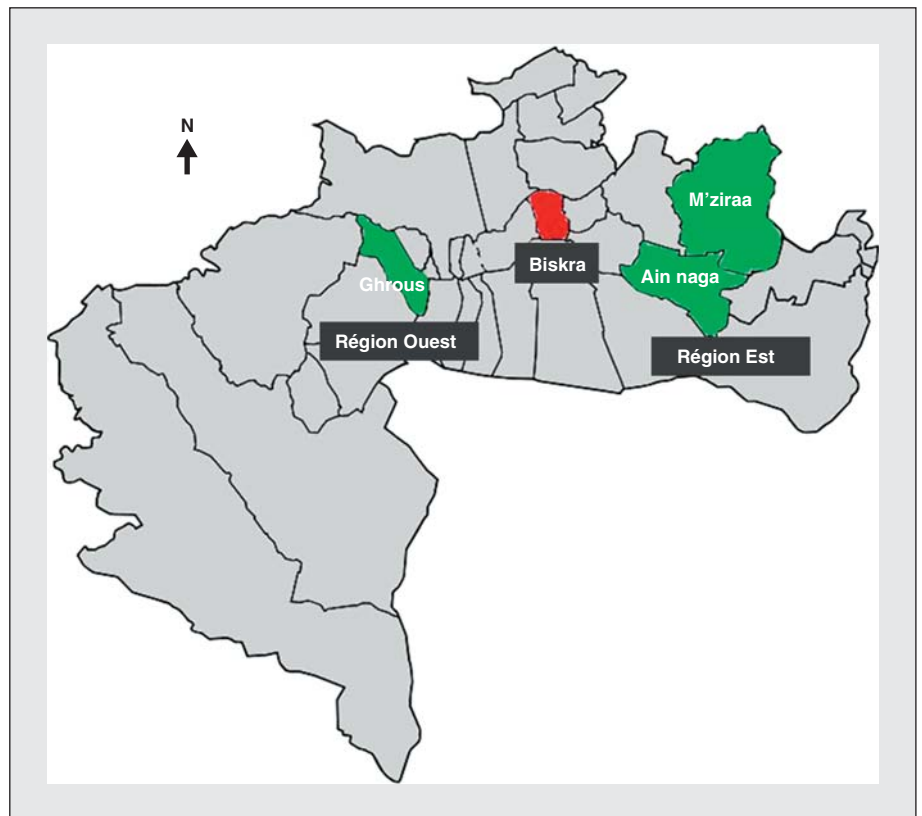 N
M'ziraa
Biskra
Ain naga
Ghrous
Région Ouest
Région Est